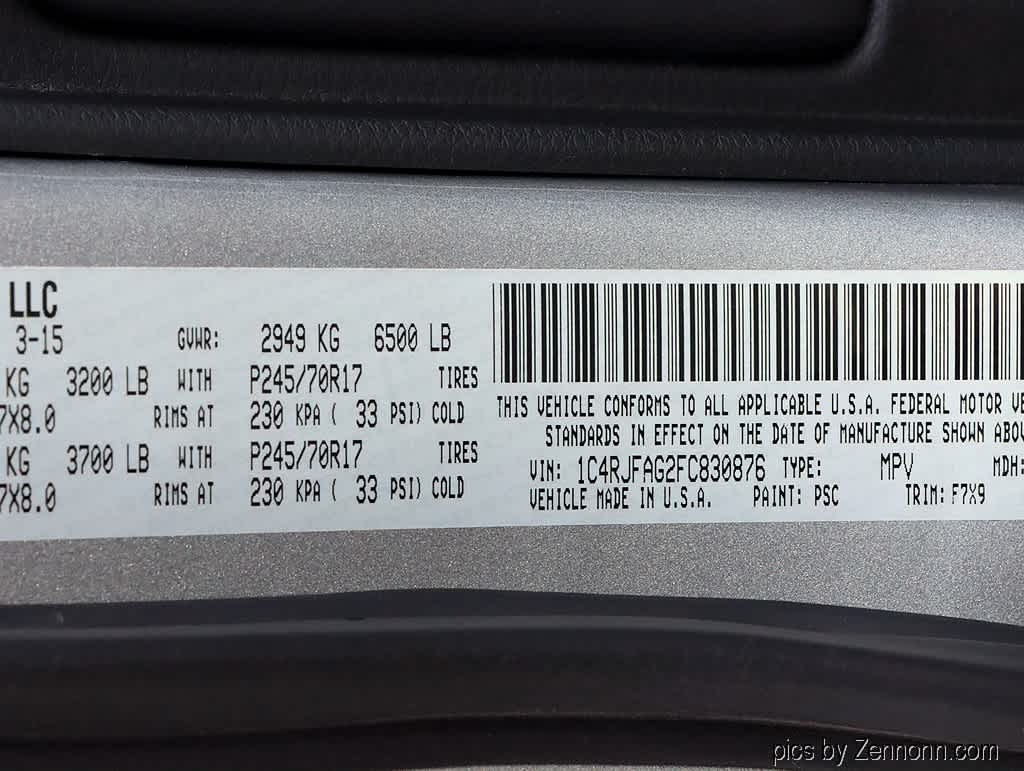 LLC
3-15 GVWR: 2949 KG 6500 LB
KG 3200 LB WITH P245/70R17 TIRES
7X8.0 RIMS AT 230 KPA ( 33 PSI) COLD
KG 3700 LB WITH P245/70R17 TIRES
7X8.0 RIMS AT 230 KPA ( 33 PSI) COLD
THIS VEHICLE CONFORMS TO ALL APPLICABLE U.S.A. FEDERAL MOTOR VE
STANDARDS IN EFFECT ON THE DATE OF MANUFACTURE SHOWN ABOU
VIN: 1C4RJFAG2FC830876 TYPE: MPV MDH:
VEHICLE MADE IN U.S.A. PAINT: PSC TRIM: F7X9
pics by Zennonn.com